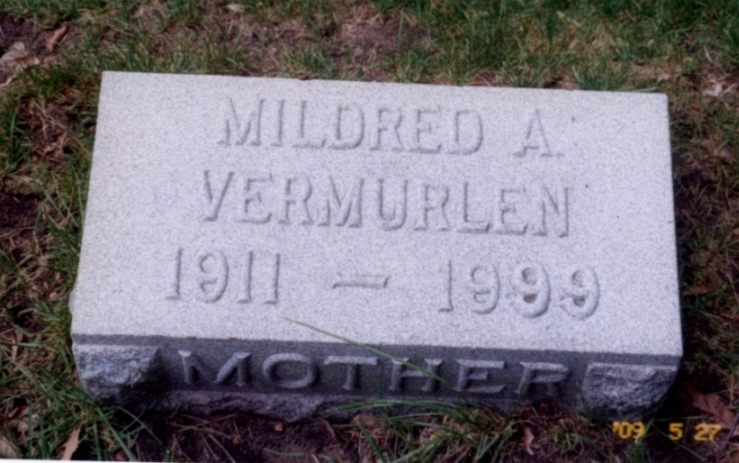 MILDRED A.
VERMURLEN
1911 — 1999
MOTHER
'09 5 27